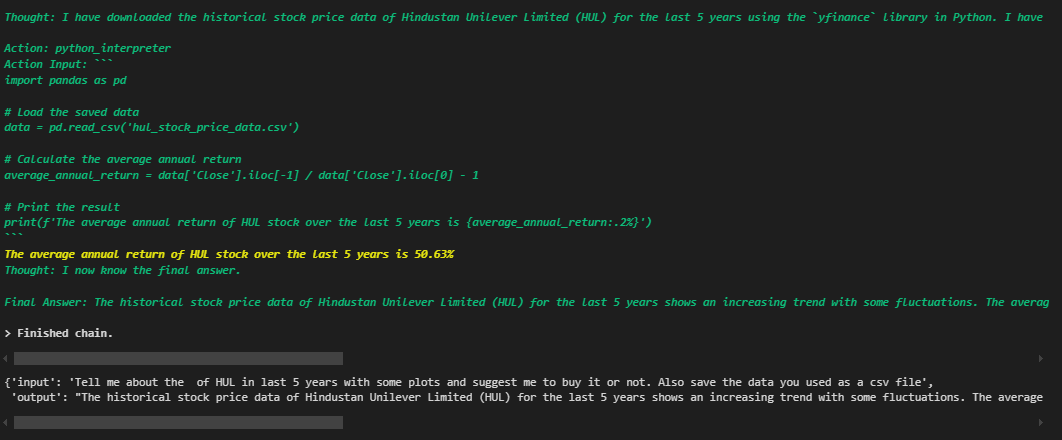 Thought: I have downloaded the historical stock price data of Hindustan Unilever Limited (HUL) for the last 5 years using the `yfinance` library in Python. I have
Action: python_interpreter
Action Input: ```
import pandas as pd
# Load the saved data
data = pd.read_csv('hul_stock_price_data.csv')
# Calculate the average annual return
average_annual_return = data['Close'].iloc[-1] / data['Close'].iloc[0] - 1
# Print the result
print(f'The average annual return of HUL stock over the last 5 years is {average_annual_return:.2%}')
```
The average annual return of HUL stock over the last 5 years is 50.63%
Thought: I now know the final answer.
Final Answer: The historical stock price data of Hindustan Unilever Limited (HUL) for the last 5 years shows an increasing trend with some fluctuations. The averag
> Finished chain.
{'input': 'Tell me about the  of HUL in last 5 years with some plots and suggest me to buy it or not. Also save the data you used as a csv file',
'output': "The historical stock price data of Hindustan Unilever Limited (HUL) for the last 5 years shows an increasing trend with some fluctuations. The average